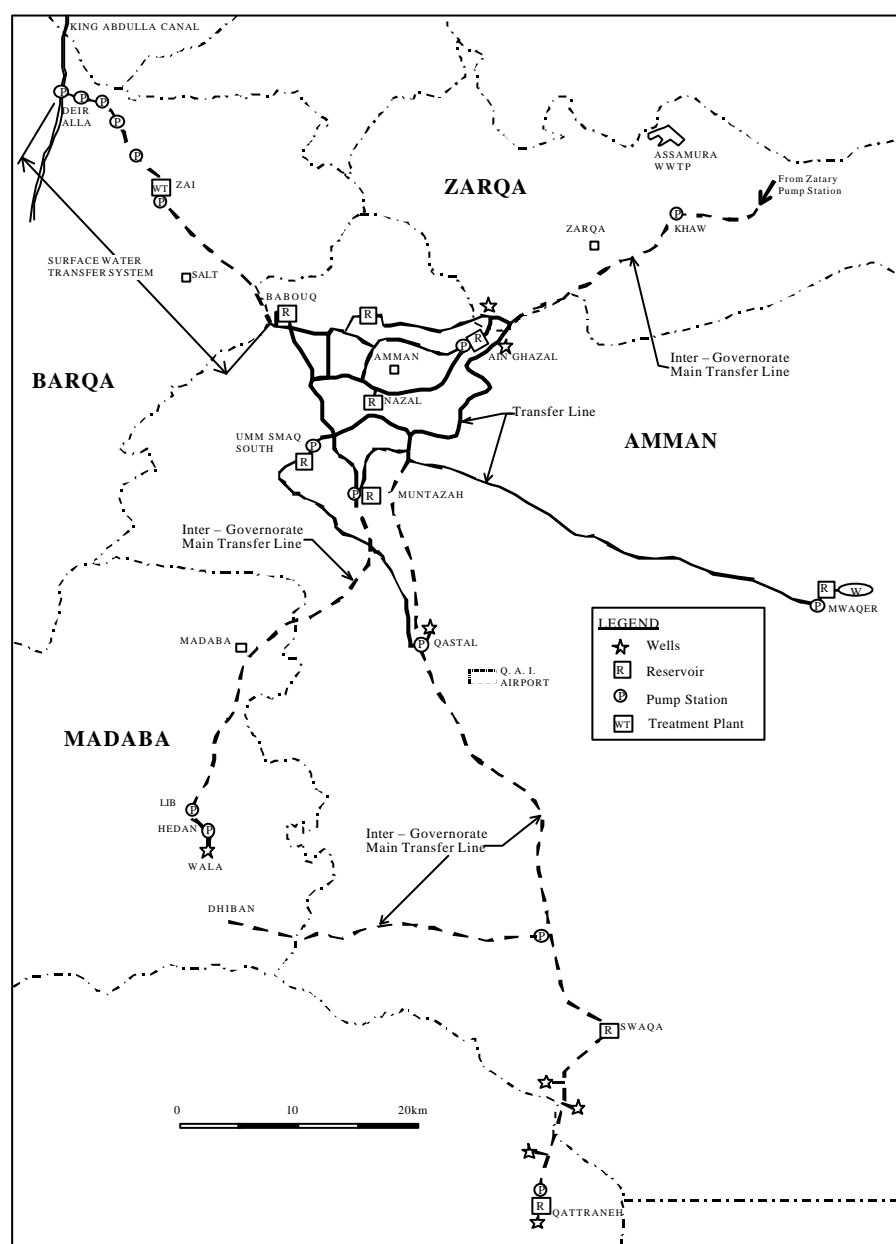 KING ABDULLA CANAL
P
P
P
DEIR
ALLA
P
P
ZAI
WT
P
ZARQA
ASSAMURA
WWTP
From Zatary
Pump Station
P
KHAW
ZARQA
SURFACE WATER
TRANSFER SYSTEM
SALT
BABOUQ
R
R
R
P
AIN GHAZAL
AMMAN
Inter – Governorate
Main Transfer Line
BARQA
R
NAZAL
Transfer Line
AMMAN
UMM SMAQ
SOUTH
P
R
P
R
MUNTAZAH
Inter – Governorate
Main Transfer Line
R
W
P
MWAQER
MADABA
P
QASTAL
Q. A. I.
AIRPORT
LEGEND
Wells
R
Reservoir
P
Pump Station
WT
Treatment Plant
MADABA
LIB
P
HEDAN
P
WALA
Inter – Governorate
Main Transfer Line
DHIBAN
P
R
SWAQA
0
10
20km
P
R
QATTRANEH